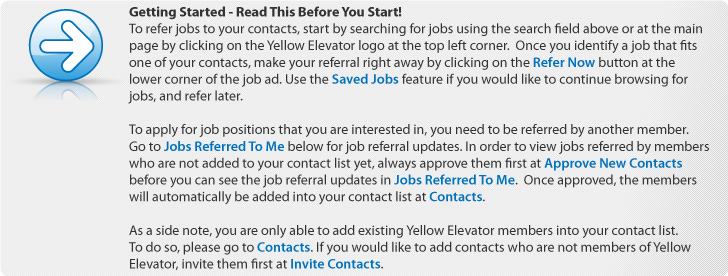 Getting Started - Read This Before You Start!
To refer jobs to your contacts, start by searching for jobs using the search field above or at the main
page by clicking on the Yellow Elevator logo at the top left corner.  Once you identify a job that fits
one of your contacts, make your referral right away by clicking on the Refer Now button at the
lower corner of the job ad. Use the Saved Jobs feature if you would like to continue browsing for
jobs, and refer later.
To apply for job positions that you are interested in, you need to be referred by another member.
Go to Jobs Referred To Me below for job referral updates. In order to view jobs referred by members
who are not added to your contact list yet, always approve them first at Approve New Contacts
before you can see the job referral updates in Jobs Referred To Me.  Once approved, the members
will automatically be added into your contact list at Contacts.
As a side note, you are only able to add existing Yellow Elevator members into your contact list.
To do so, please go to Contacts. If you would like to add contacts who are not members of Yellow
Elevator, invite them first at Invite Contacts.